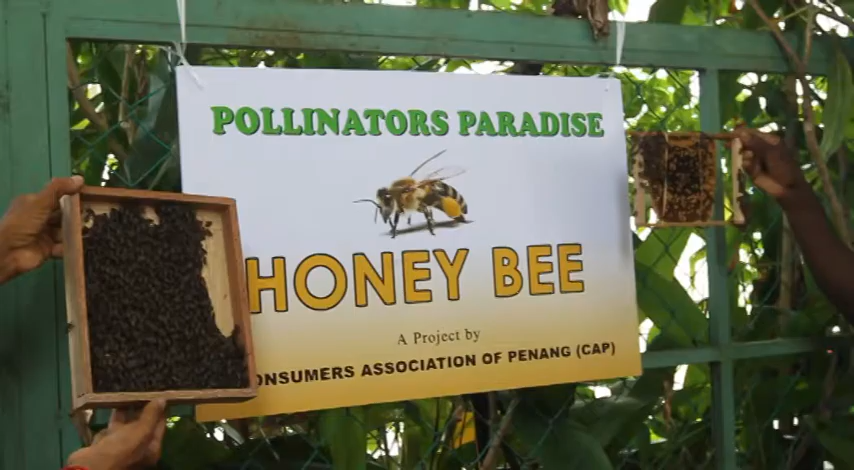 POLLINATORS PARADISE
HONEY BEE
A Project by
ONSUMERS ASSOCIATION OF PENANG (CAP)